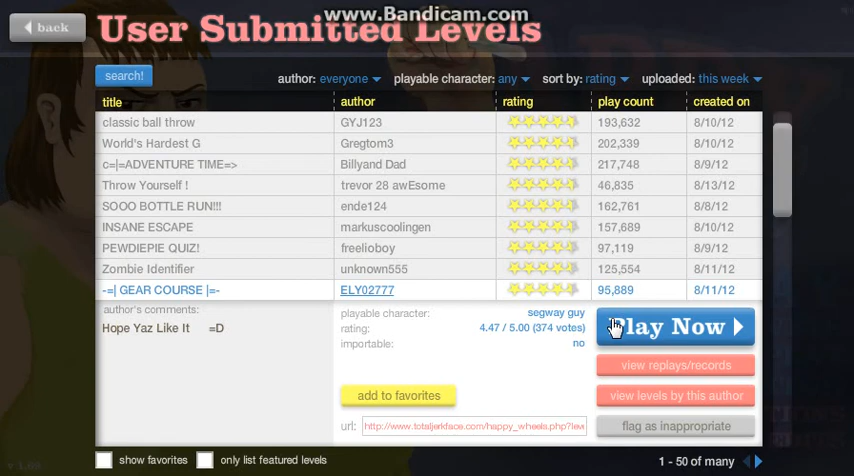 www.Bandicam.com
back
User Submitted Levels
search!
author: everyone playable character: any sort by: rating uploaded: this week
title author rating play count created on
classic ball throw GYJ123 193,632 8/10/12
World's Hardest G Gregtom3 202,339 8/10/12
c=|=ADVENTURE TIME=> Billyand Dad 217,748 8/9/12
Throw Yourself ! trevor 28 awEsome 46,835 8/13/12
SOOO BOTTLE RUN!!! ende124 162,761 8/8/12
INSANE ESCAPE markuscoolingen 157,689 8/10/12
PEWDIEPIE QUIZ! freelioboy 97,119 8/9/12
Zombie Identifier unknown555 125,554 8/11/12
-=| GEAR COURSE |=- ELY02777 95,889 8/11/12
author's comments:
Hope Yaz Like It =D
playable character: segway guy
rating: 4.47 / 5.00 (374 votes)
importable: no
Play Now
view replays/records
add to favorites
view levels by this author
url: http://www.totaljerkface.com/happy_wheels.php?leve
flag as inappropriate
show favorites only list featured levels
1 - 50 of many